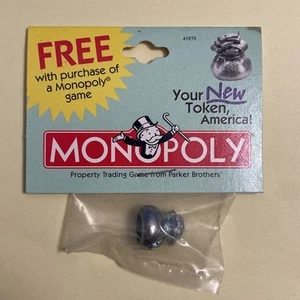 FREE
with purchase of
a Monopoly®
game
41275
Your New
Token,
America!
MONOPOLY
Property Trading Game from Parker Brothers®